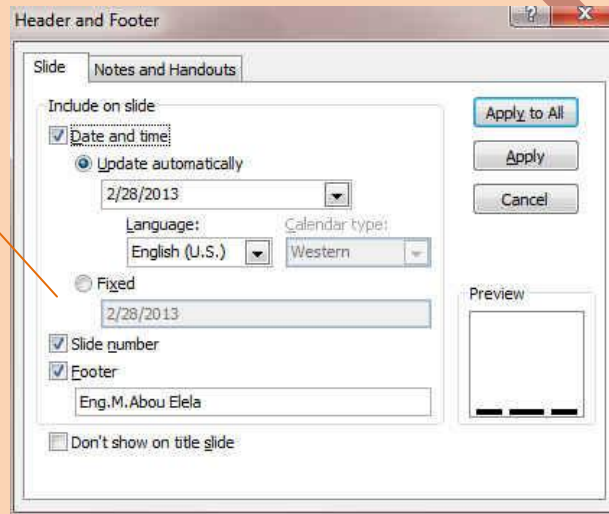 Header and Footer
Slide
Notes and Handouts
Include on slide
Date and time
Update automatically
2/28/2013
Language:
Calendar type:
English (U.S.)
Western
Fixed
2/28/2013
Slide number
Footer
Eng.M.Abou Elela
Don't show on title slide
Apply to All
Apply
Cancel
Preview